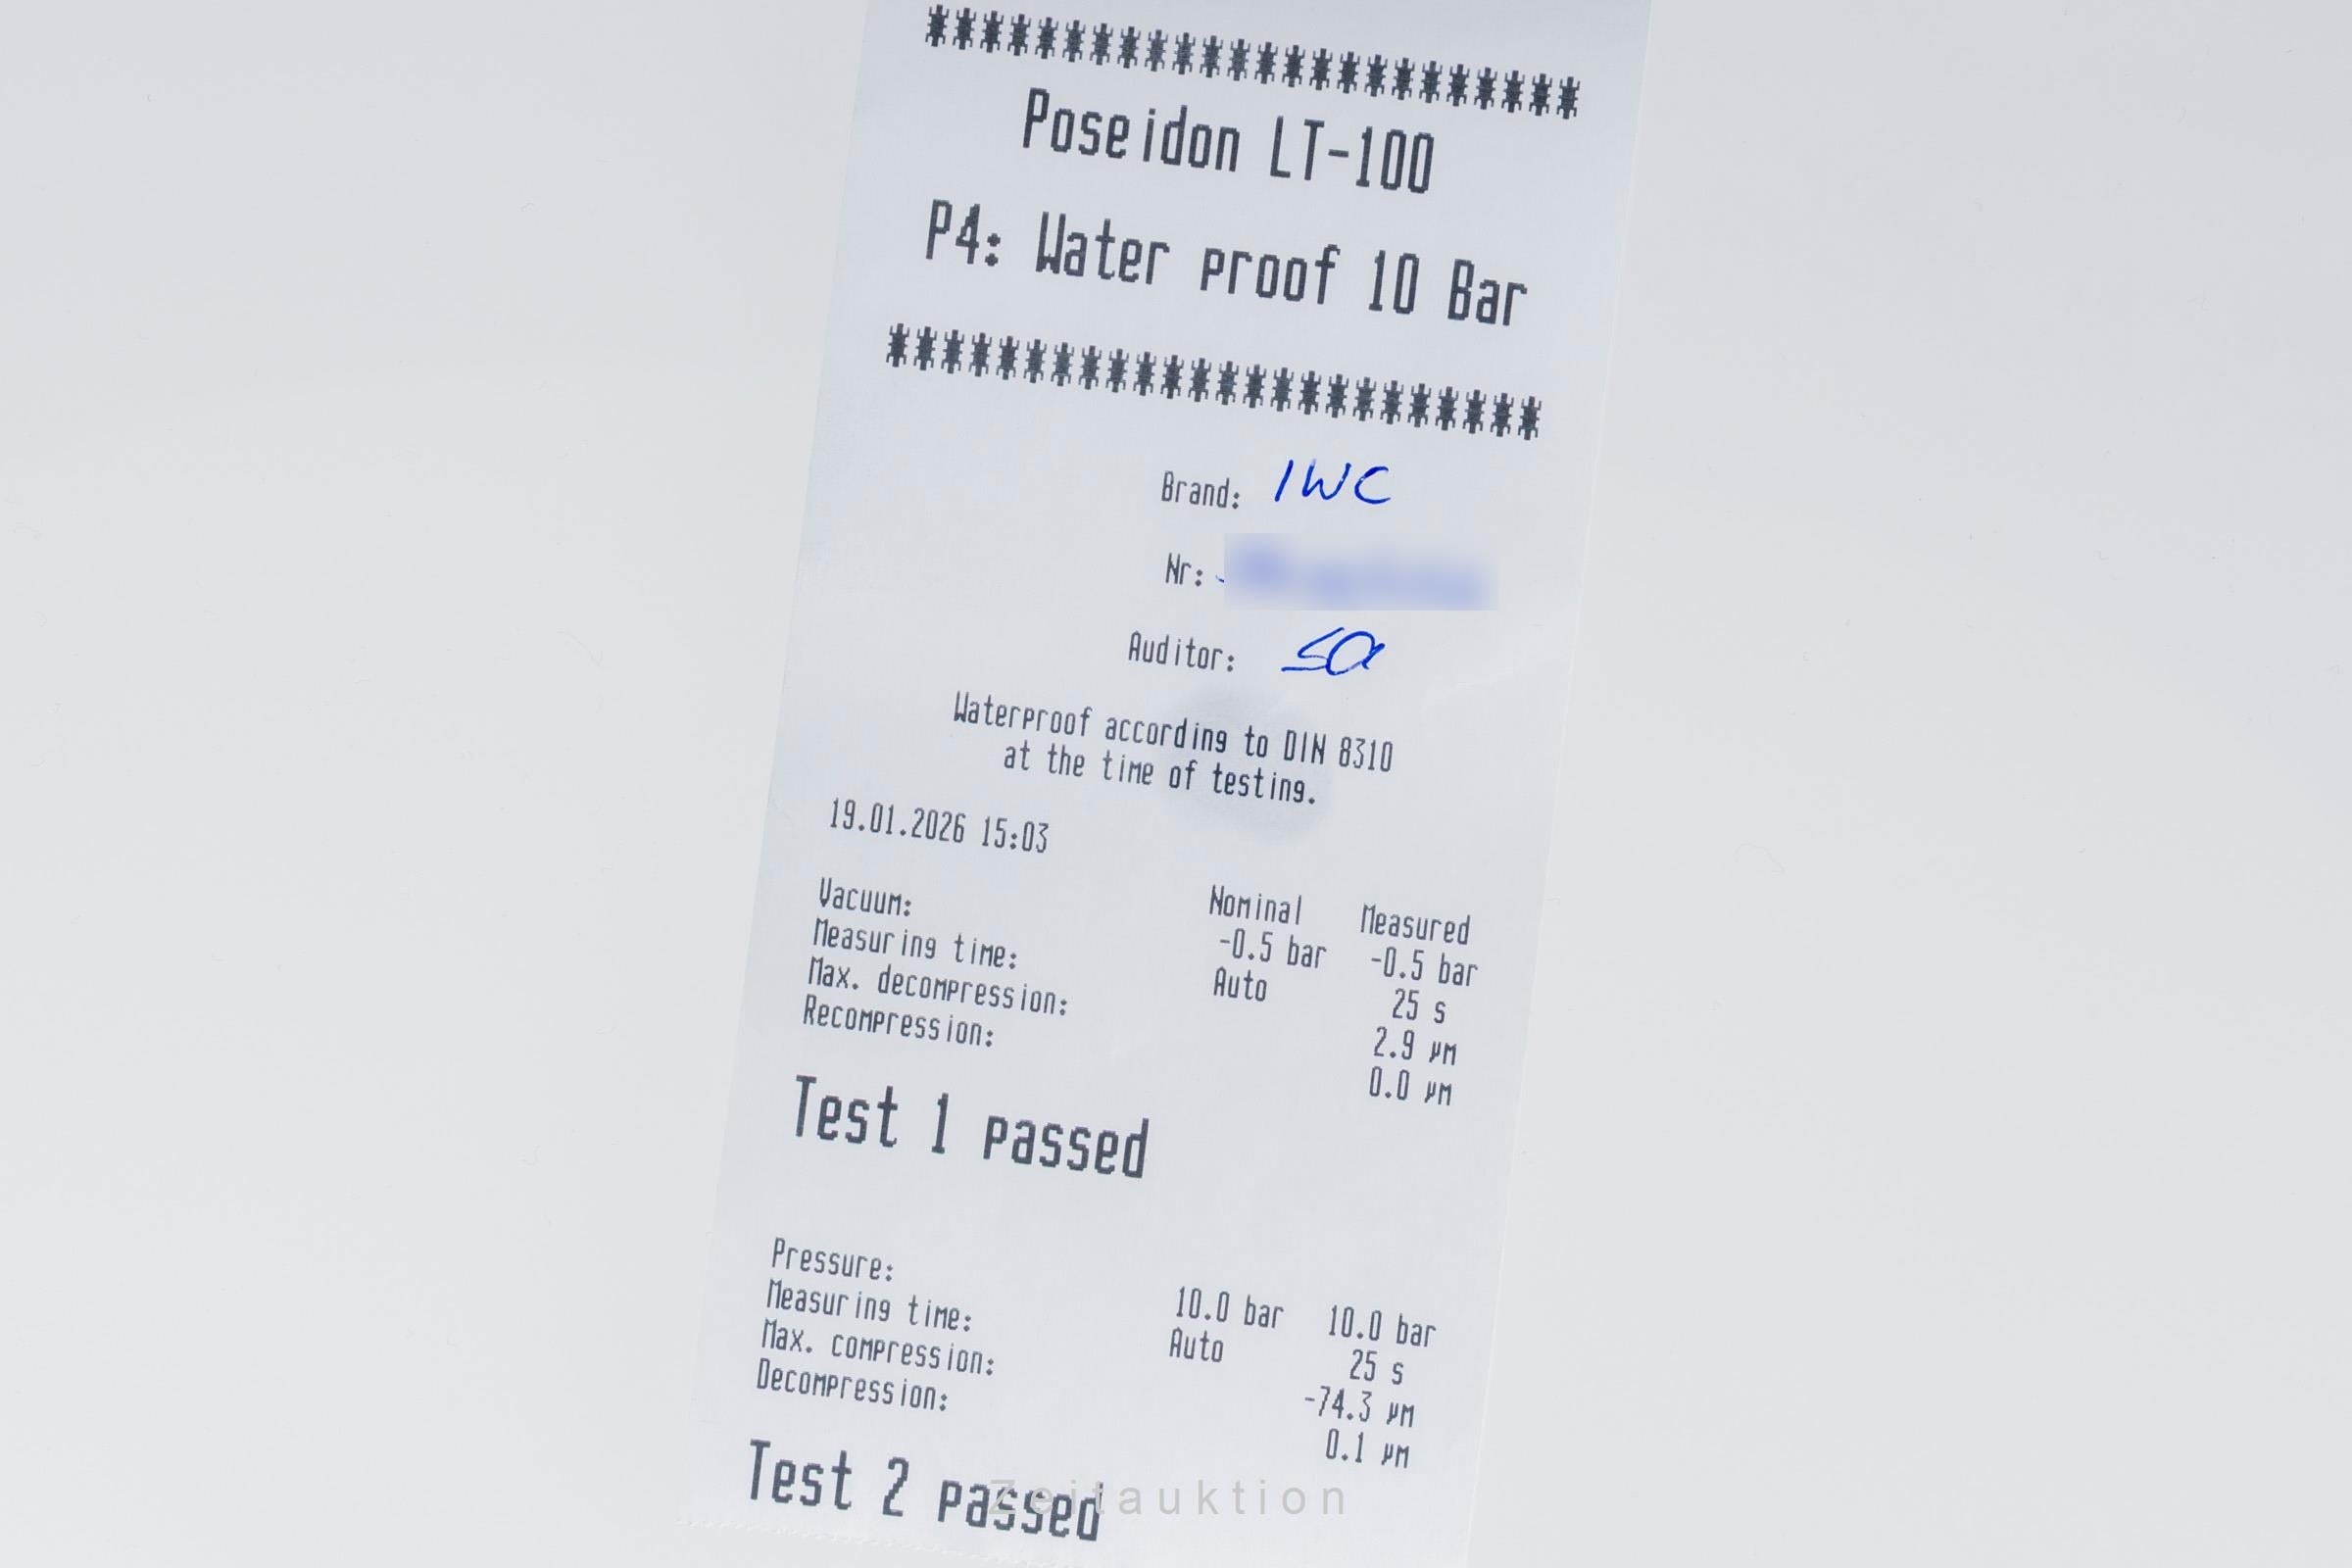 ************************
Poseidon LT-100
P4: Water proof 10 Bar
************************
Brand: IWC
Nr:
Auditor: SA
Waterproof according to DIN 8310
at the time of testing.
19.01.2026 15:03
Nominal Measured
Vacuum: -0.5 bar -0.5 bar
Measuring time: Auto 25 s
Max. decompression: 2.9 µm
Recompression: 0.0 µm
Test 1 passed
Pressure: 10.0 bar 10.0 bar
Measuring time: Auto 25 s
Max. compression: -74.3 µm
Decompression: 0.1 µm
Test 2 passed
Zeitauktion